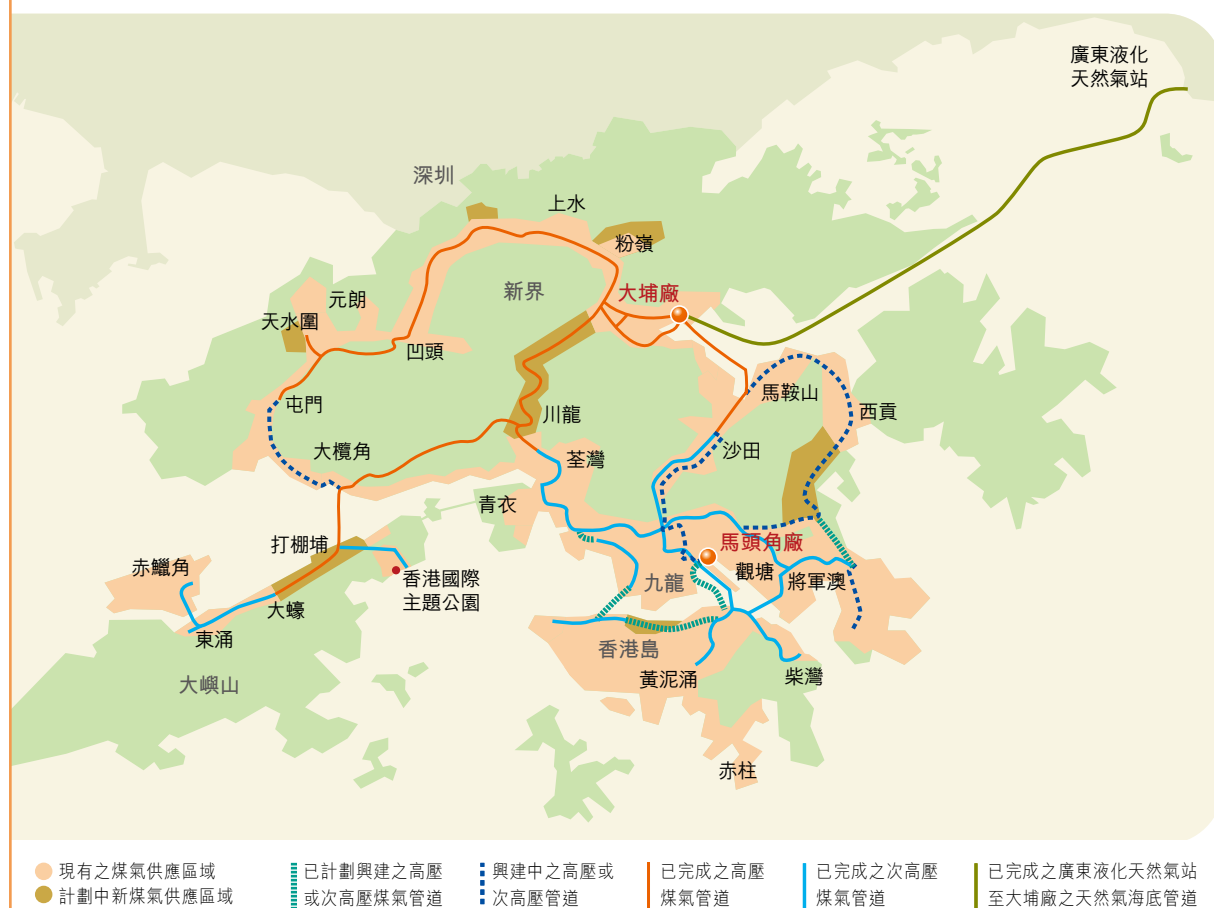 廣東液化
天然氣站
深圳
上水
粉嶺
新界
大埔廠
元朗
天水圍
凹頭
馬鞍山
屯門
西貢
川龍
大欖角
沙田
荃灣
青衣
打棚埔
馬頭角廠
赤鱲角
香港國際
主題公園
九龍
觀塘
將軍澳
大蠔
東涌
香港島
大嶼山
黃泥涌
柴灣
赤柱
現有之煤氣供應區域
計劃中新煤氣供應區域
已計劃興建之高壓
或次高壓煤氣管道
興建中之高壓或
次高壓管道
已完成之高壓
煤氣管道
已完成之次高壓
煤氣管道
已完成之廣東液化天然氣站
至大埔廠之天然氣海底管道